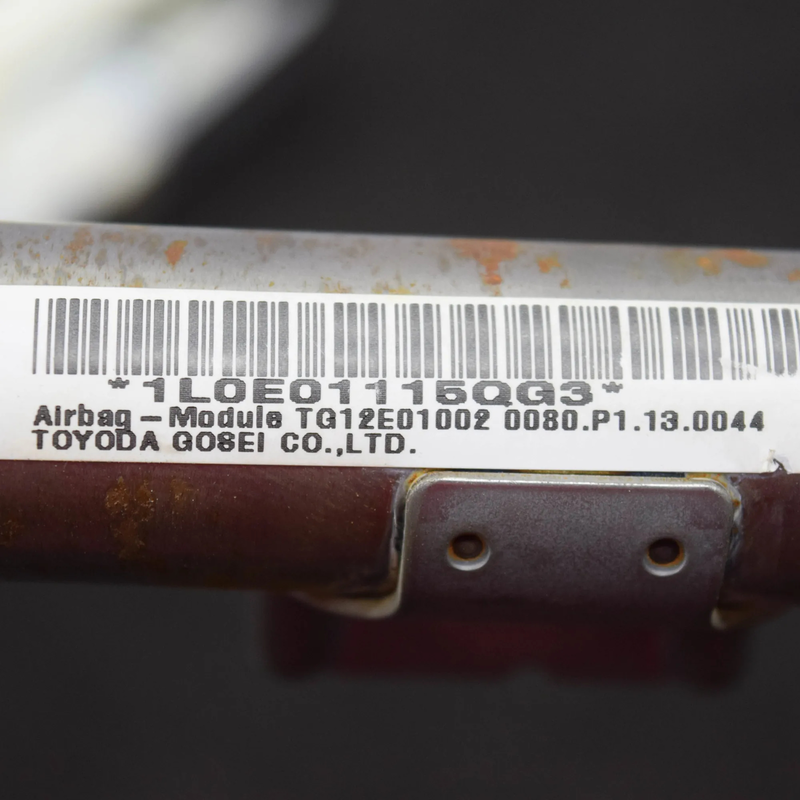 *1L0E01115QG3*
Airbag – Module TG12E01002 0080.P1.13.0044
TOYODA GOSEI CO.,LTD.